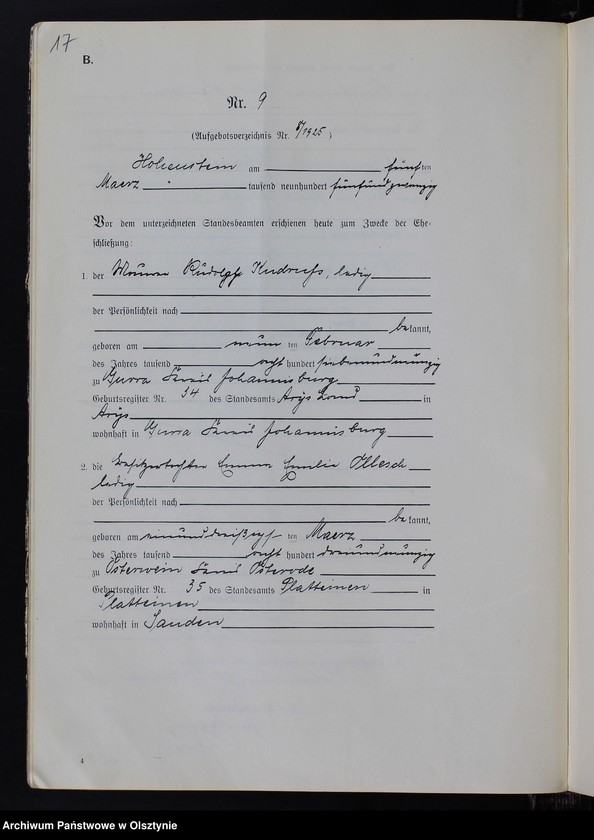 17
B.
Nr. 9
(Aufgebotsverzeichnis Nr. 8/1925)
Hohenstein am fünften
Maerz tausend neunhundert fünfundzwanzig
Vor dem unterzeichneten Standesbeamten erschienen heute zum Zwecke der Ehe-
schließung:
1. der Maurer Rudolf, ledig
der Persönlichkeit nach
bekannt,
geboren am neunten Februar
des Jahres tausend acht hundert siebenundneunzig
zu Gurra Kreis Johannisburg
Geburtsregister Nr. 34 des Standesamts Arys Land in
Arys
wohnhaft in Gurra Kreis Johannisburg
2. die Besitzertochter Emma Emilie Ollesch
ledig
der Persönlichkeit nach
bekannt,
geboren am einunddreißigsten Maerz
des Jahres tausend acht hundert dreiundneunzig
zu Osterwein Kreis Osterode
Geburtsregister Nr. 35 des Standesamts Platteinen in
Platteinen
wohnhaft in Sauden
4
Archiwum Państwowe w Olsztynie